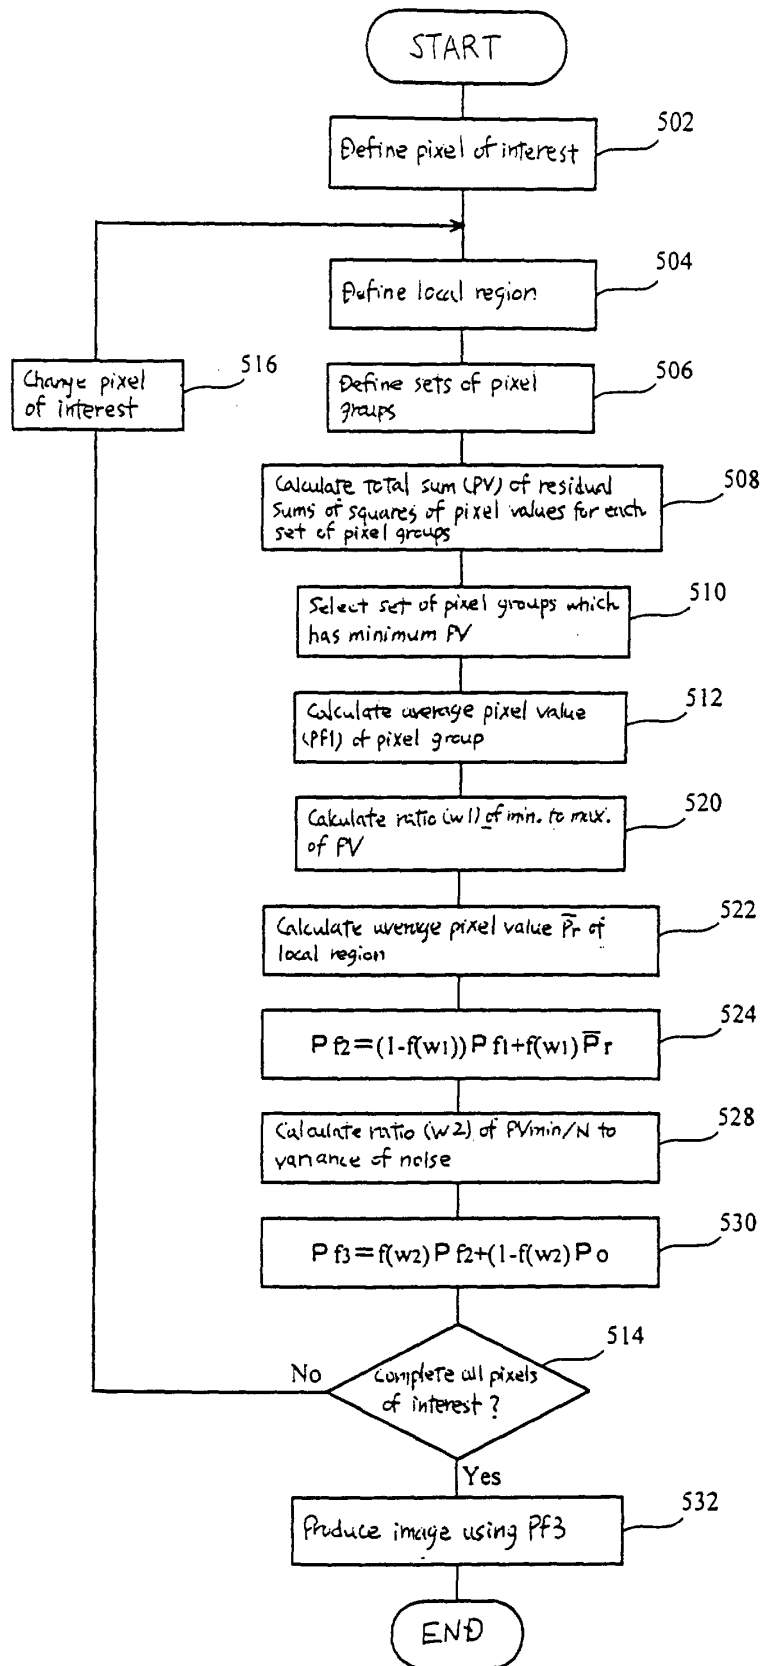 START
502
Define pixel of interest
504
Define local region
516
Change pixel
of interest
506
Define sets of pixel
groups
508
Calculate total sum (PV) of residual
sums of squares of pixel values for each
set of pixel groups
510
Select set of pixel groups which
has minimum PV
512
Calculate average pixel value
(Pf1) of pixel group
520
Calculate ratio (w1) of min. to max.
of PV
522
Calculate average pixel value P̅r of
local region
524
P f2=(1-f(w1)) P f1+f(w1) P̅ r
528
Calculate ratio (w2) of PVmin/N to
variance of noise
530
P f3=f(w2) P f2+(1-f(w2) P o
514
No
Complete all pixels
of interest ?
Yes
532
Produce image using Pf3
END